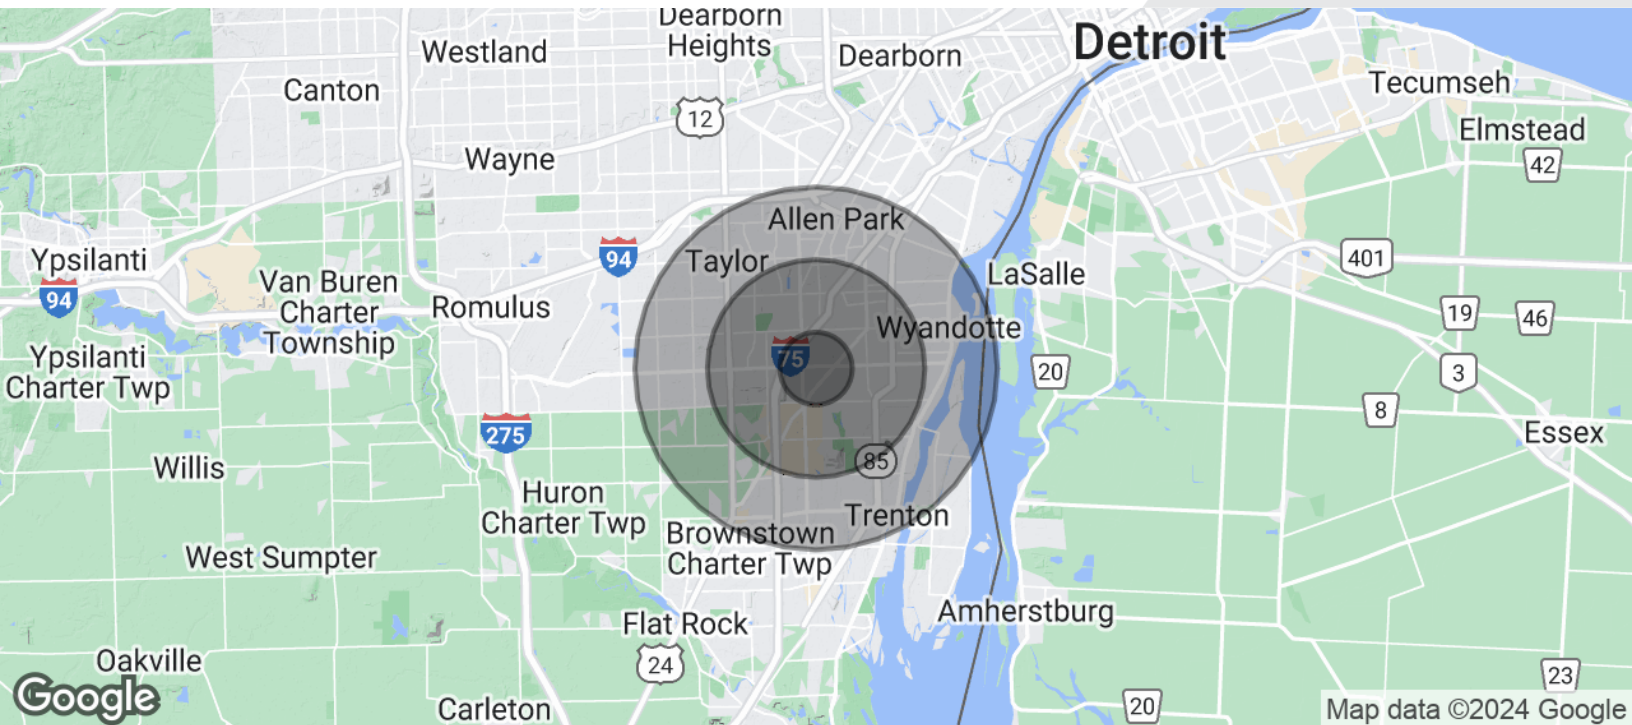 Dearborn
Heights
Detroit
Westland
Dearborn
Canton
Tecumseh
12
Elmstead
Wayne
42
Allen Park
Ypsilanti
94
Taylor
401
LaSalle
Van Buren
Charter
Township
94
Romulus
19
46
Wyandotte
75
Ypsilanti
Charter Twp
20
3
8
275
Essex
85
Willis
Huron
Charter Twp
Trenton
Brownstown
Charter Twp
West Sumpter
Amherstburg
Flat Rock
24
Oakville
23
Google
Carleton
20
Map data ©2024 Google